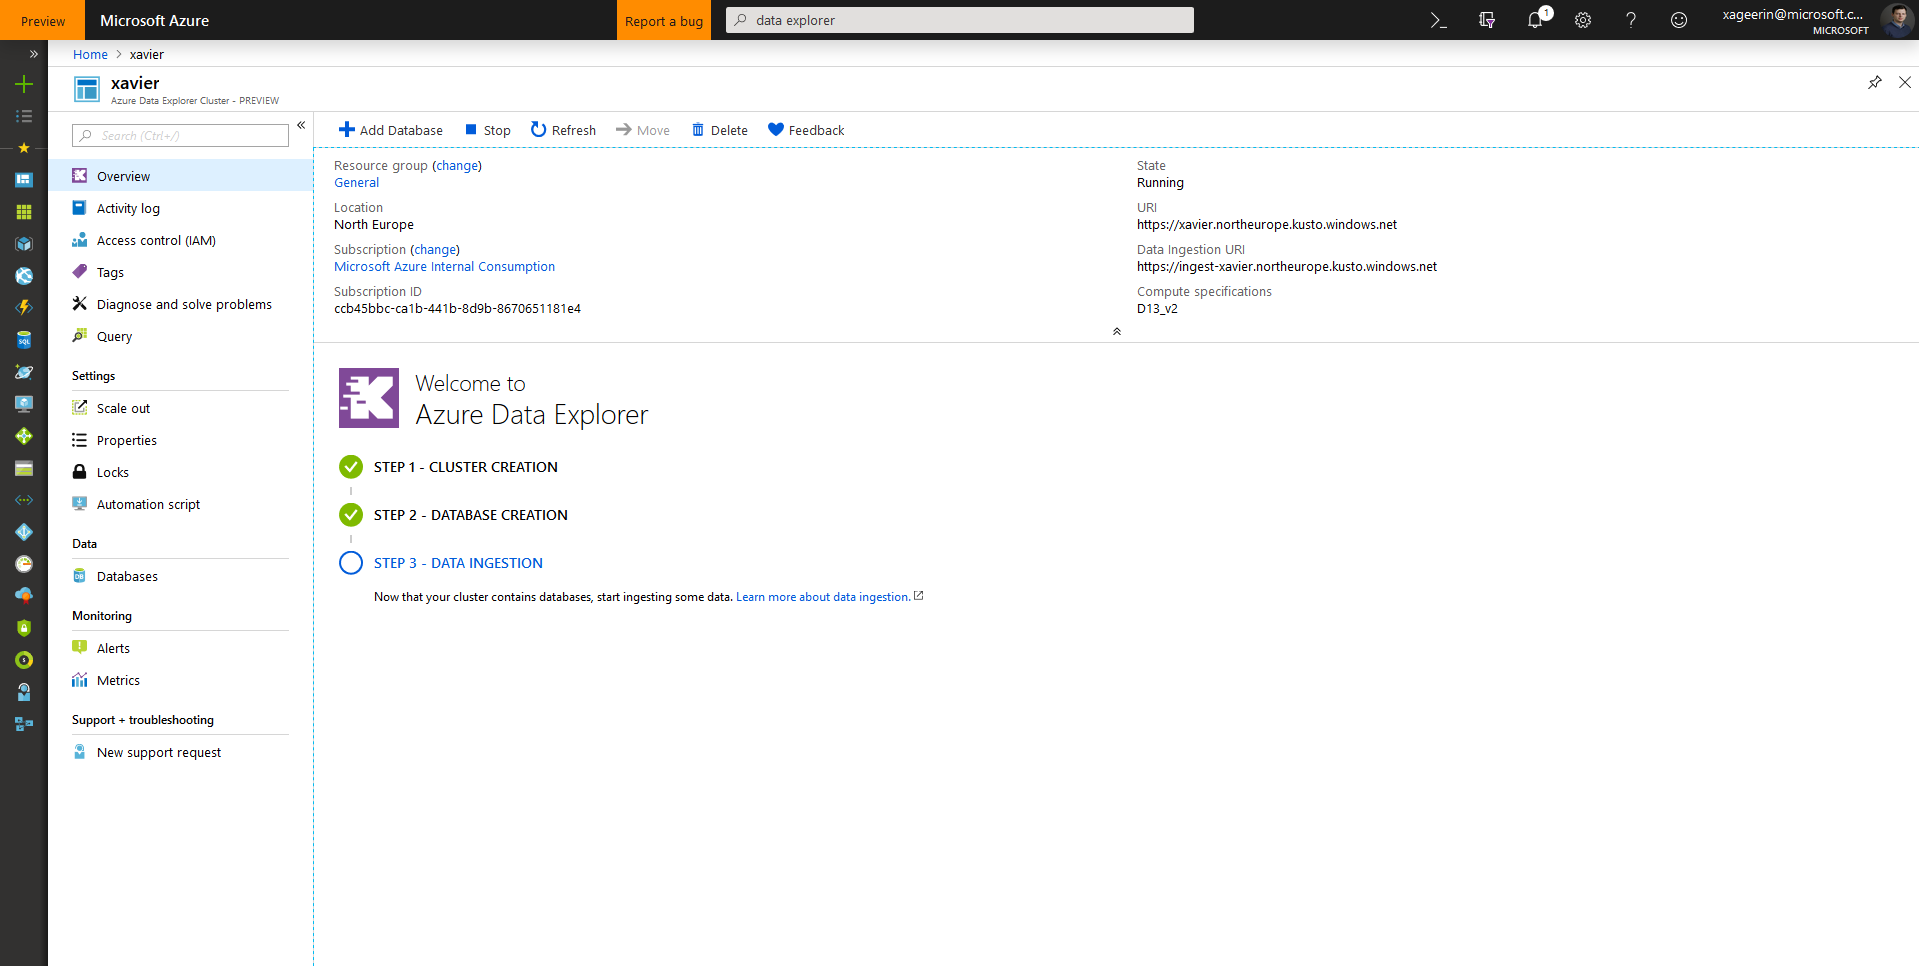 Preview
Microsoft Azure
Report a bug
data explorer
1
xageerin@microsoft.c...
MICROSOFT
Home > xavier
xavier
Azure Data Explorer Cluster - PREVIEW
Search (Ctrl+/)
Overview
Activity log
Access control (IAM)
Tags
Diagnose and solve problems
Query
Settings
Scale out
Properties
Locks
Automation script
Data
Databases
Monitoring
Alerts
Metrics
Support + troubleshooting
New support request
Add Database
Stop
Refresh
Move
Delete
Feedback
Resource group (change)
General
Location
North Europe
Subscription (change)
Microsoft Azure Internal Consumption
Subscription ID
ccb45bbc-ca1b-441b-8d9b-8670651181e4
State
Running
URI
https://xavier.northeurope.kusto.windows.net
Data Ingestion URI
https://ingest-xavier.northeurope.kusto.windows.net
Compute specifications
D13_v2
Welcome to
Azure Data Explorer
STEP 1 - CLUSTER CREATION
STEP 2 - DATABASE CREATION
STEP 3 - DATA INGESTION
Now that your cluster contains databases, start ingesting some data. Learn more about data ingestion.